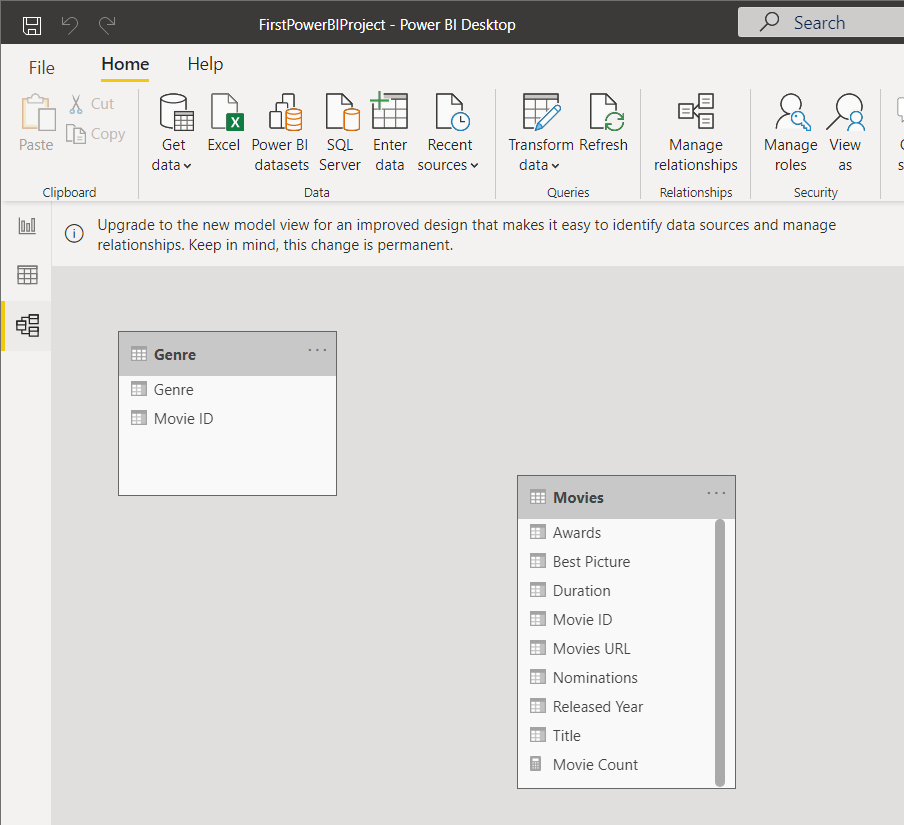 FirstPowerBIProject - Power BI Desktop
Search
File
Home
Help
Paste
Cut
Copy
Clipboard
Get
data
Excel
Power BI
datasets
SQL
Server
Enter
data
Recent
sources
Data
Transform
data
Refresh
Queries
Manage
relationships
Relationships
Manage
roles
View
as
Security
Upgrade to the new model view for an improved design that makes it easy to identify data sources and manage
relationships. Keep in mind, this change is permanent.
Genre
Genre
Movie ID
Movies
Awards
Best Picture
Duration
Movie ID
Movies URL
Nominations
Released Year
Title
Movie Count